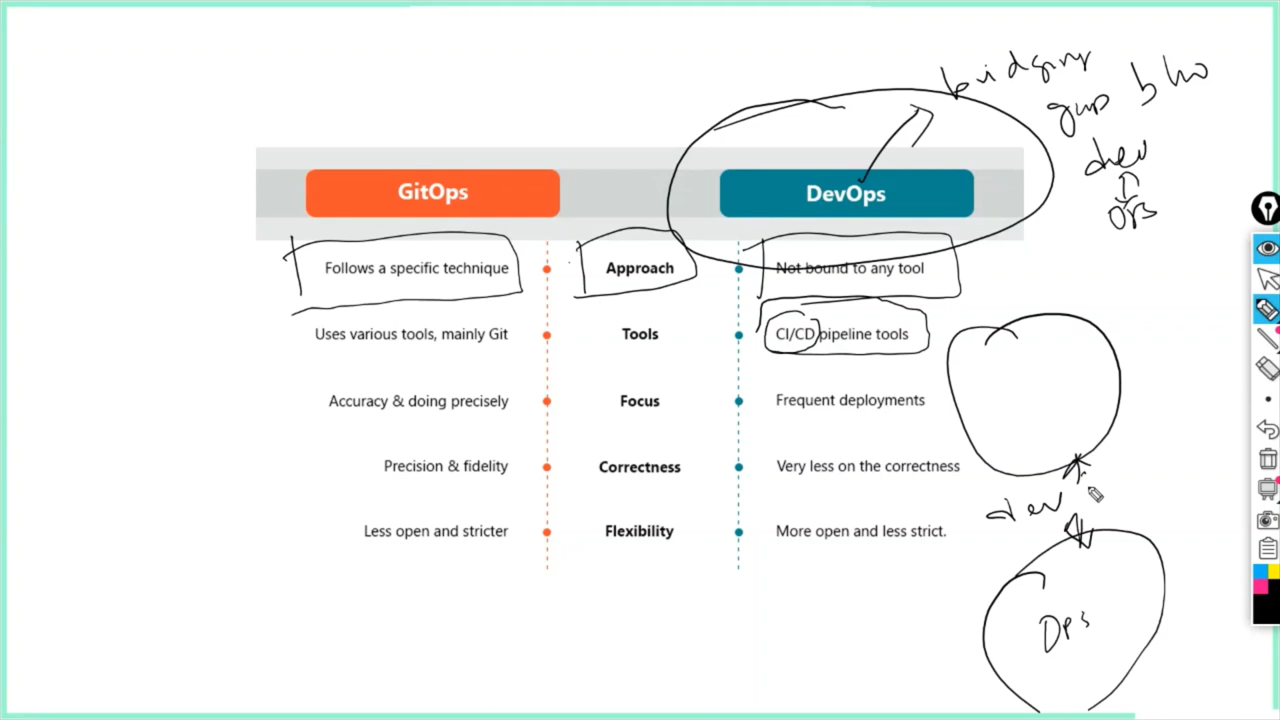 bridging
gap b/w
dev
Ops
GitOps DevOps
Follows a specific technique Approach Not bound to any tool
Uses various tools, mainly Git Tools CI/CD pipeline tools
Accuracy & doing precisely Focus Frequent deployments
Precision & fidelity Correctness Very less on the correctness
dev
Less open and stricter Flexibility More open and less strict.
Ops